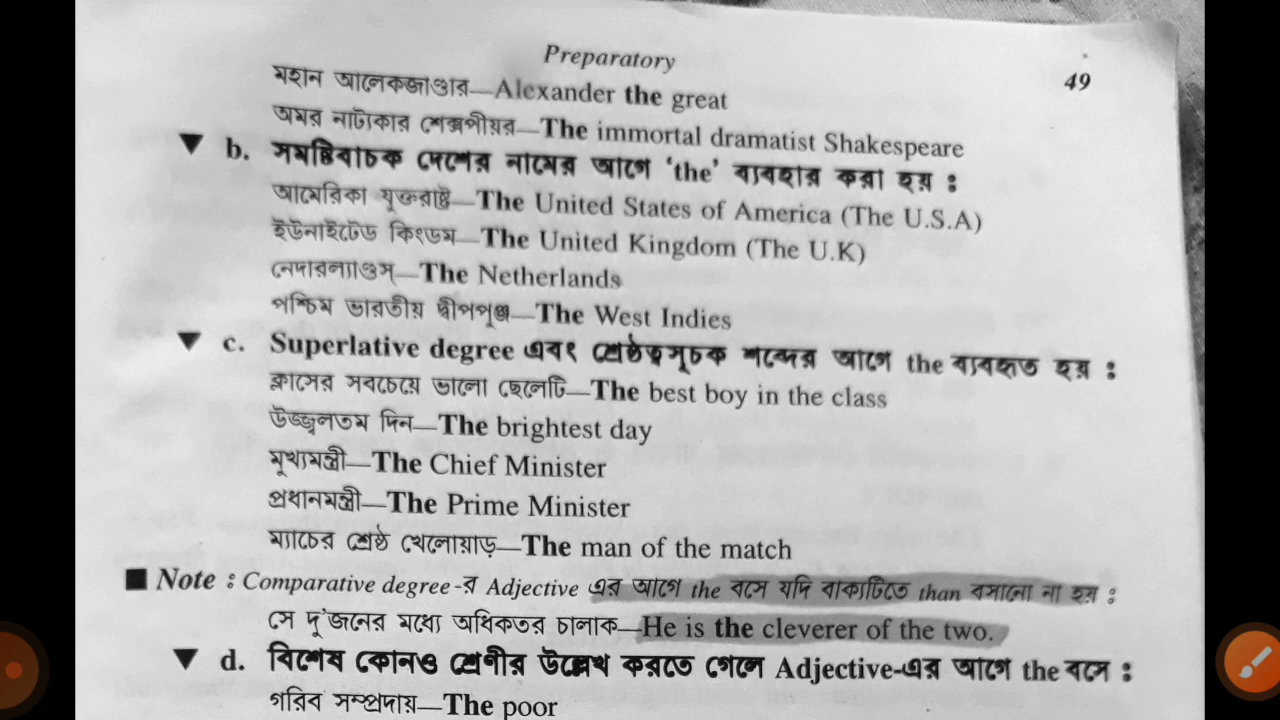 Preparatory
49
মহান আলেকজাণ্ডার—Alexander the great
অমর নাট্যকার শেক্সপীয়র—The immortal dramatist Shakespeare
▼ b. সমষ্টিবাচক দেশের নামের আগে ‘the’ ব্যবহার করা হয় :
আমেরিকা যুক্তরাষ্ট্র—The United States of America (The U.S.A)
ইউনাইটেড কিংডম—The United Kingdom (The U.K)
নেদারল্যাণ্ডস্—The Netherlands
পশ্চিম ভারতীয় দ্বীপপুঞ্জ—The West Indies
▼ c. Superlative degree এবং শ্রেষ্ঠত্বসূচক শব্দের আগে the ব্যবহৃত হয় :
ক্লাসের সবচেয়ে ভালো ছেলেটি—The best boy in the class
উজ্জ্বলতম দিন—The brightest day
মুখ্যমন্ত্রী—The Chief Minister
প্রধানমন্ত্রী—The Prime Minister
ম্যাচের শ্রেষ্ঠ খেলোয়াড়—The man of the match
■ Note : Comparative degree-র Adjective এর আগে the বসে যদি বাক্যটিতে than বসানো না হয় :
সে দু'জনের মধ্যে অধিকতর চালাক—He is the cleverer of the two.
▼ d. বিশেষ কোনও শ্রেণীর উল্লেখ করতে গেলে Adjective-এর আগে the বসে :
গরিব সম্প্রদায়—The poor